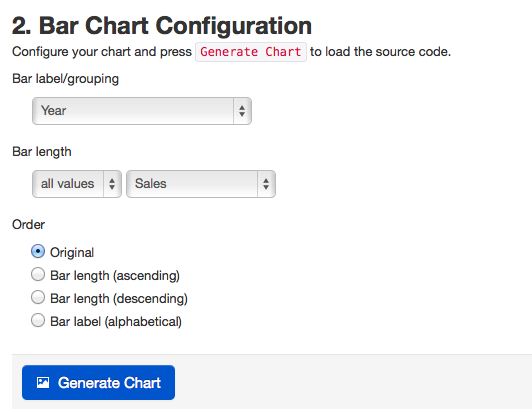 2. Bar Chart Configuration
Configure your chart and press Generate Chart to load the source code.
Bar label/grouping
Year
Bar length
all values Sales
Order
Original
Bar length (ascending)
Bar length (descending)
Bar label (alphabetical)
Generate Chart